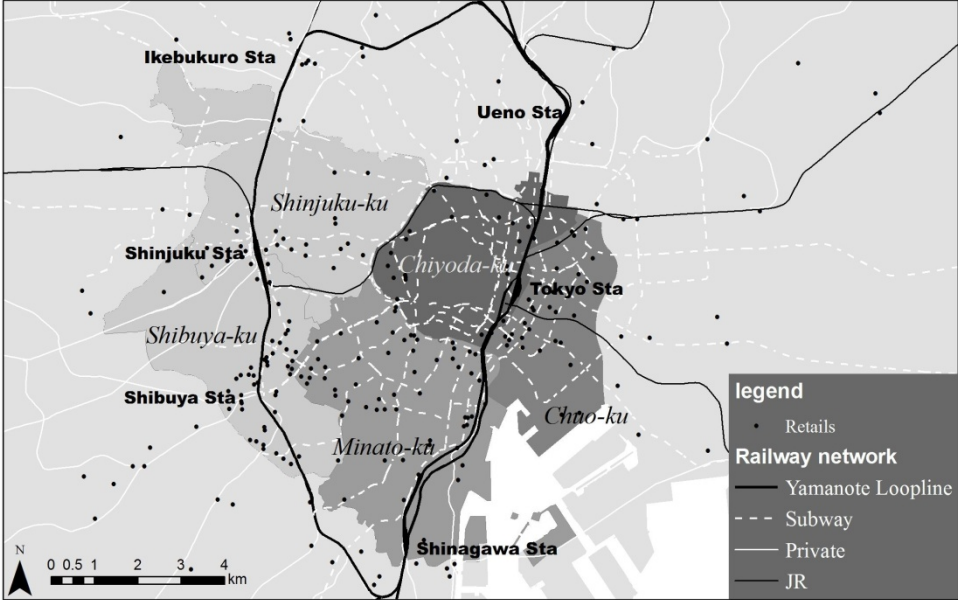 Ikebukuro Sta
Ueno Sta
Shinjuku-ku
Shinjuku Sta
Chiyoda-ku
Tokyo Sta
Shibuya-ku
Shibuya Sta
Chuo-ku
Minato-ku
Shinagawa Sta
legend
Retails
Railway network
Yamanote Loopline
Subway
Private
JR
N
0 0.5 1 2 3 4
km